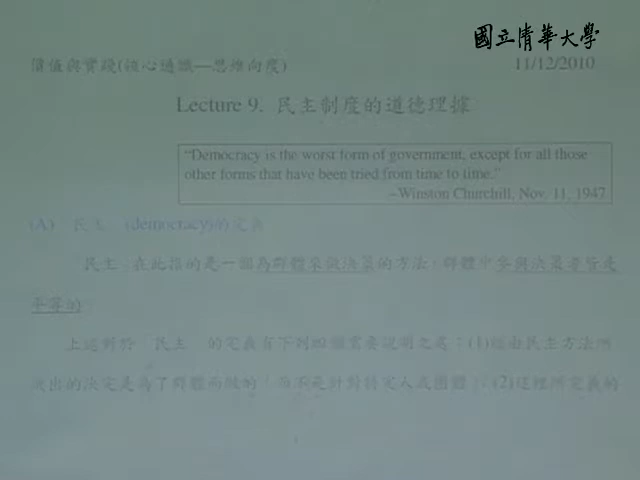 國立清華大學
價值與實踐(核心通識—思維向度)
11/12/2010
Lecture 9. 民主制度的道德理據
“Democracy is the worst form of government, except for all those
other forms that have been tried from time to time.”
–Winston Churchill, Nov. 11, 1947
(A) 民主 (democracy)的定義
民主 在此指的是一個為群體來做決策的方法，群體中參與決策者皆是
平等的
上述對於 民主 的定義有下列四個需要說明之處：(1)經由民主方法所
做出的決定是為了群體而做的 而不是針對特定人或團體 (2)這裡所定義的